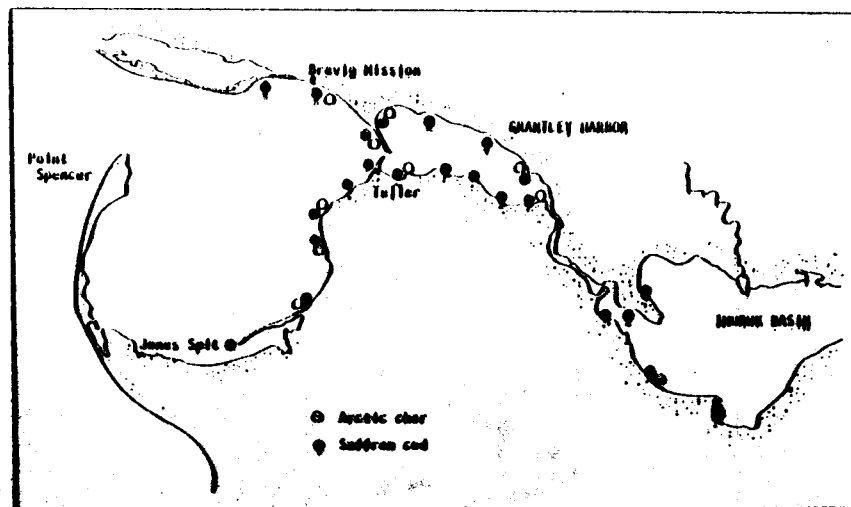 Brevig Mission
GRANTLEY HARBOR
Point
Spencer
Teller
Jones Spit
IMURUK BASIN
Arctic char
Saffron cod